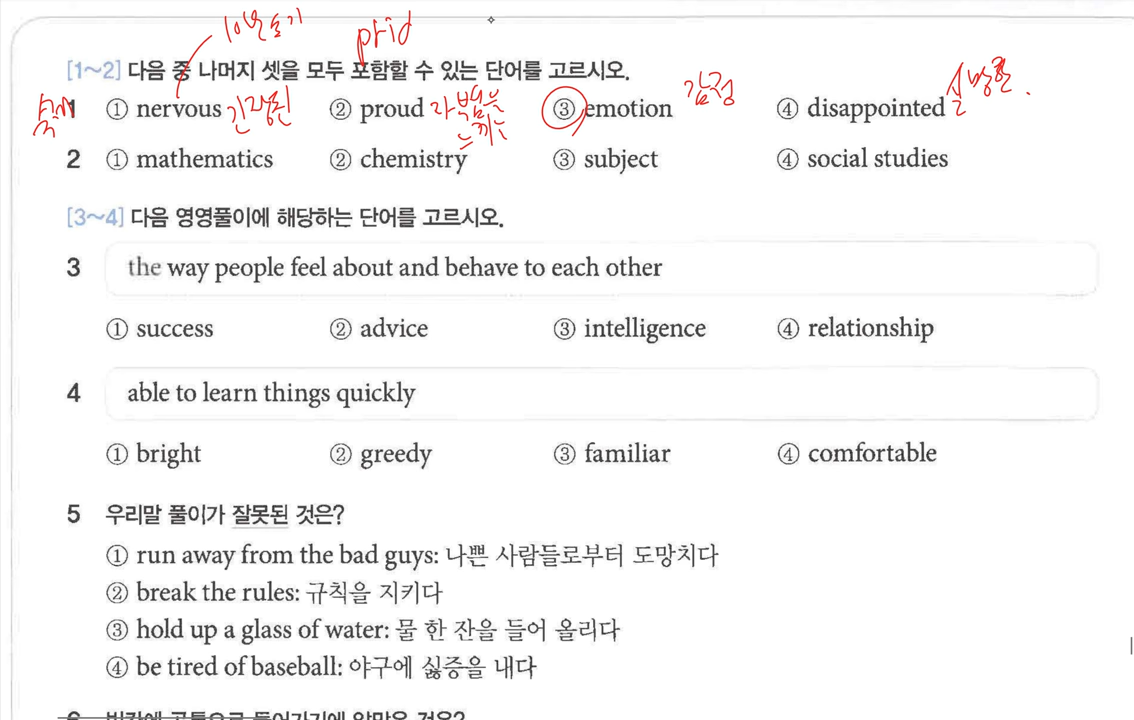 prid
[1~2] 다음 중 나머지 셋을 모두 포함할 수 있는 단어를 고르시오.
1 ① nervous 긴장된 ② proud 자부심을 느끼는 ③ emotion 감정 ④ disappointed 실망한.
2 ① mathematics ② chemistry ③ subject ④ social studies
[3~4] 다음 영영풀이에 해당하는 단어를 고르시오.
3 the way people feel about and behave to each other
① success ② advice ③ intelligence ④ relationship
4 able to learn things quickly
① bright ② greedy ③ familiar ④ comfortable
5 우리말 풀이가 잘못된 것은?
① run away from the bad guys: 나쁜 사람들로부터 도망치다
② break the rules: 규칙을 지키다
③ hold up a glass of water: 물 한 잔을 들어 올리다
④ be tired of baseball: 야구에 싫증을 내다